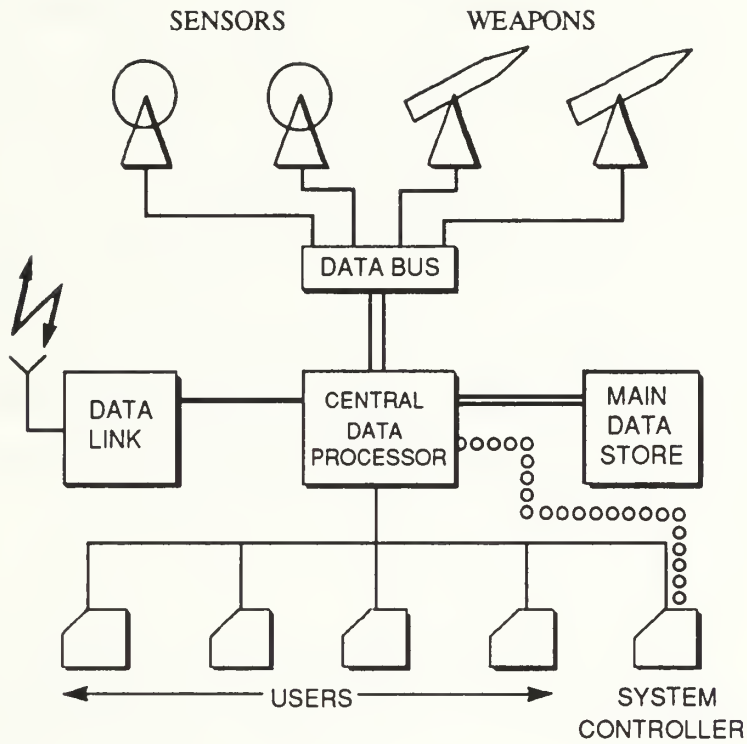 SENSORS
WEAPONS
DATA BUS
DATA
LINK
CENTRAL
DATA
PROCESSOR
MAIN
DATA
STORE
USERS
SYSTEM
CONTROLLER